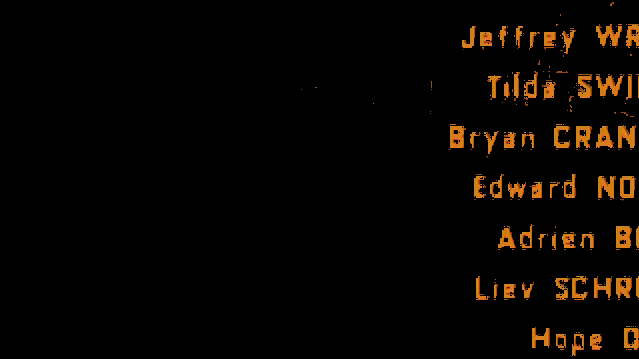 Jeffrey WR
Tilda SWI
Bryan CRAN
Edward NO
Adrien B
Liev SCHR
Hope D